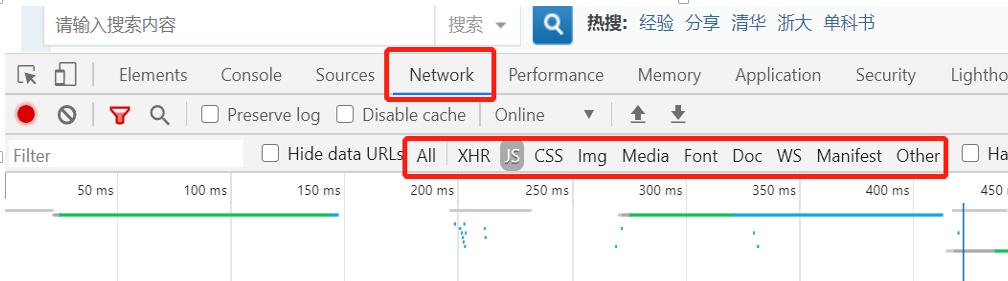 请输入搜索内容 搜索 热搜: 经验 分享 清华 浙大 单科书
Elements Console Sources Network Performance Memory Application Security Lightho
Preserve log Disable cache Online
Filter Hide data URLs All XHR JS CSS Img Media Font Doc WS Manifest Other Ha
50 ms 100 ms 150 ms 200 ms 250 ms 300 ms 350 ms 400 ms 450